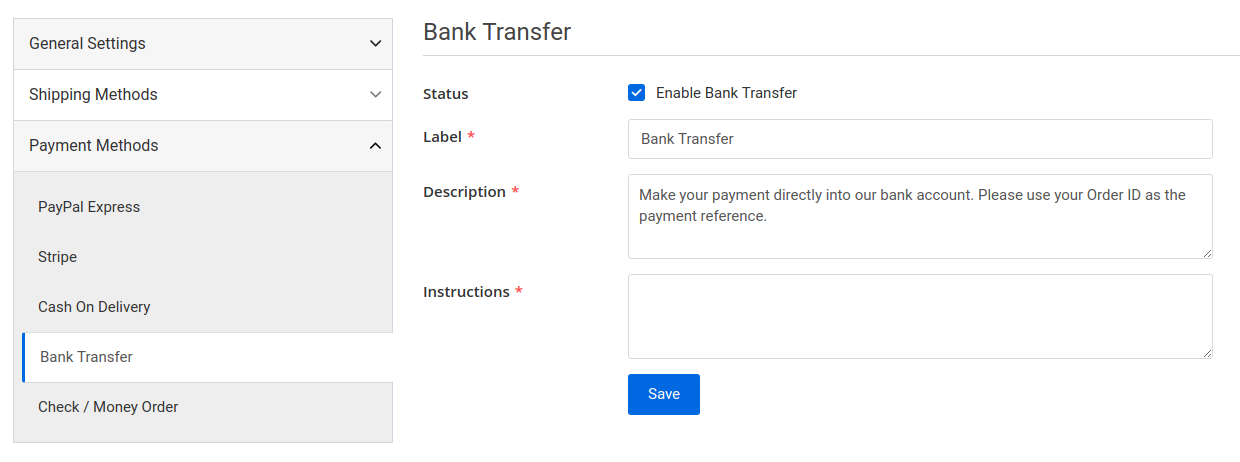 General Settings
Shipping Methods
Payment Methods
PayPal Express
Stripe
Cash On Delivery
Bank Transfer
Check / Money Order
Bank Transfer
Status
Enable Bank Transfer
Label *
Bank Transfer
Description *
Make your payment directly into our bank account. Please use your Order ID as the
payment reference.
Instructions *
Save